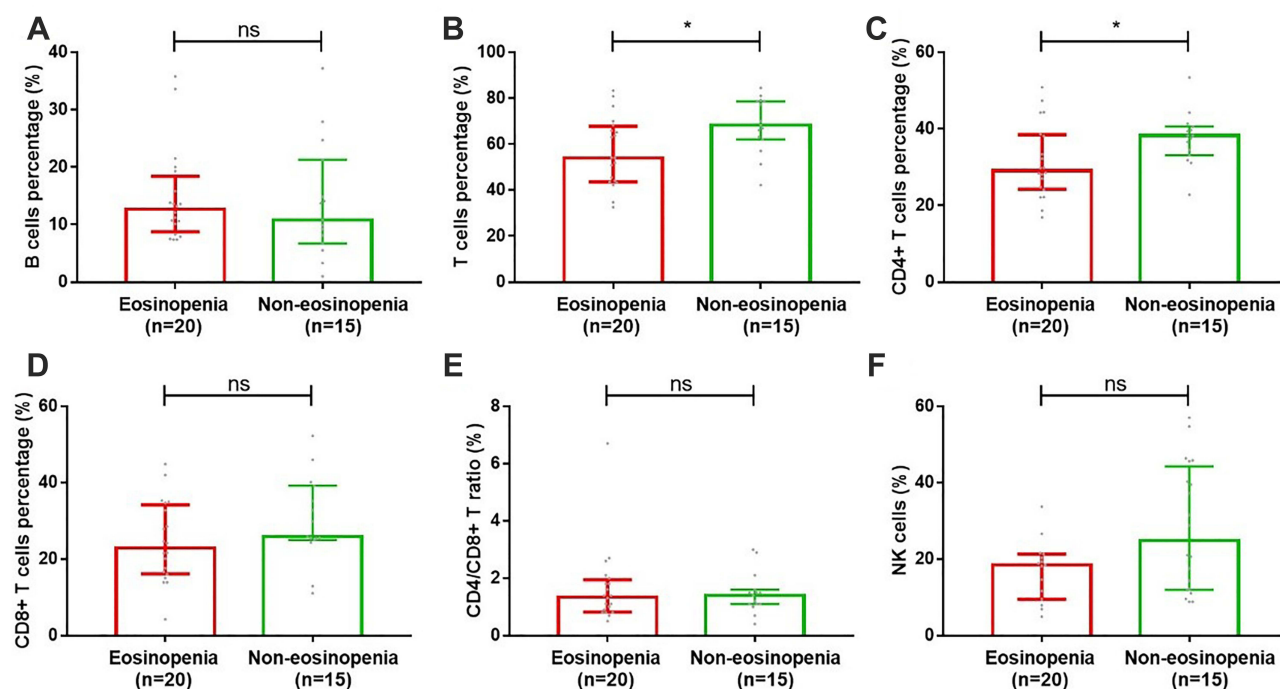 A
B cells percentage (%)
ns
40
30
20
10
0
Eosinopenia
(n=20)
Non-eosinopenia
(n=15)
B
T cells percentage (%)
*
100
80
60
40
20
0
Eosinopenia
(n=20)
Non-eosinopenia
(n=15)
C
CD4+ T cells percentage (%)
*
60
40
20
0
Eosinopenia
(n=20)
Non-eosinopenia
(n=15)
D
CD8+ T cells percentage (%)
ns
60
40
20
0
Eosinopenia
(n=20)
Non-eosinopenia
(n=15)
E
CD4/CD8+ T ratio (%)
ns
8
6
4
2
0
Eosinopenia
(n=20)
Non-eosinopenia
(n=15)
F
NK cells (%)
ns
60
40
20
0
Eosinopenia
(n=20)
Non-eosinopenia
(n=15)